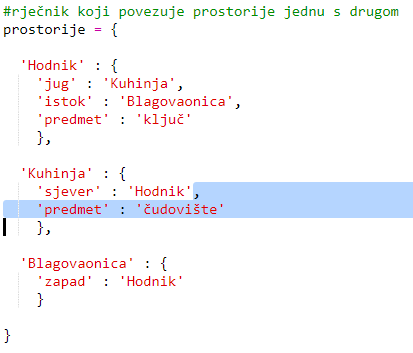 #rječnik koji povezuje prostorije jednu s drugom
prostorije = {
'Hodnik' : {
'jug' : 'Kuhinja',
'istok' : 'Blagovaonica',
'predmet' : 'ključ'
},
'Kuhinja' : {
'sjever' : 'Hodnik',
'predmet' : 'čudovište'
},
'Blagovaonica' : {
'zapad' : 'Hodnik'
}
}